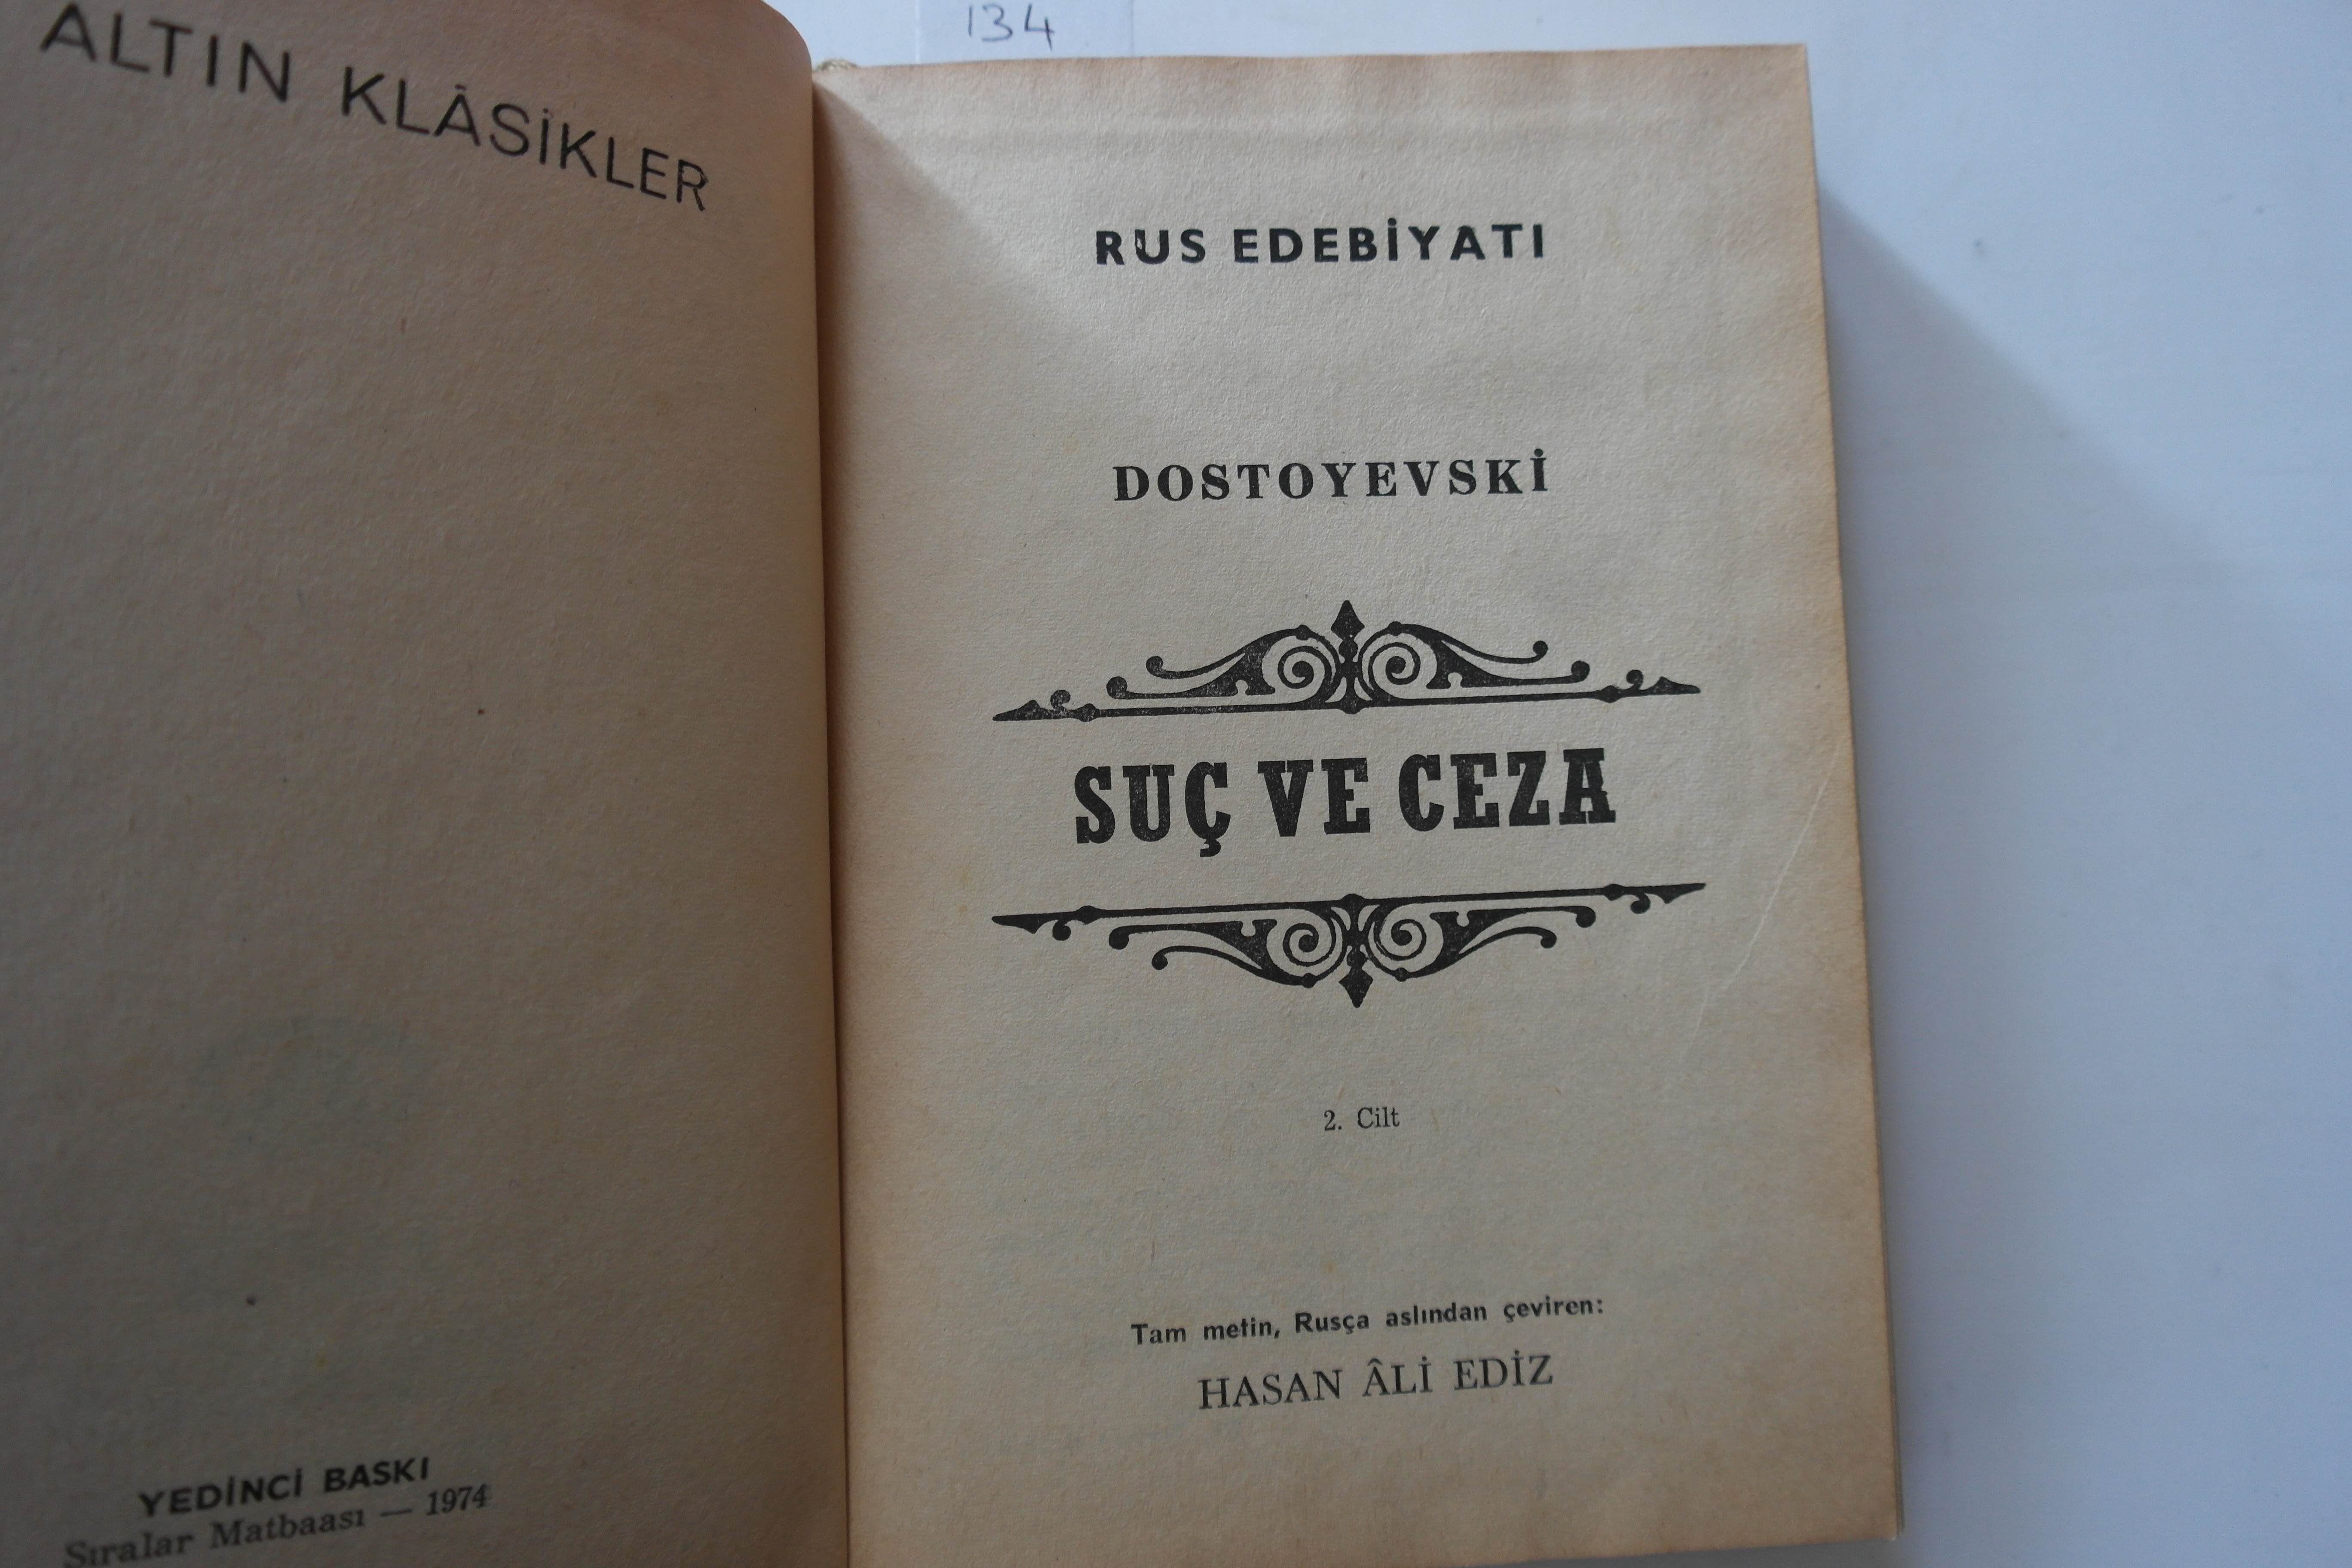 134
ALTIN KLÂSİKLER
YEDİNCİ BASKI
Sıralar Matbaası — 1974
RUS EDEBİYATI
DOSTOYEVSKİ
SUÇ VE CEZA
2. Cilt
Tam metin, Rusça aslından çeviren:
HASAN ÂLİ EDİZ